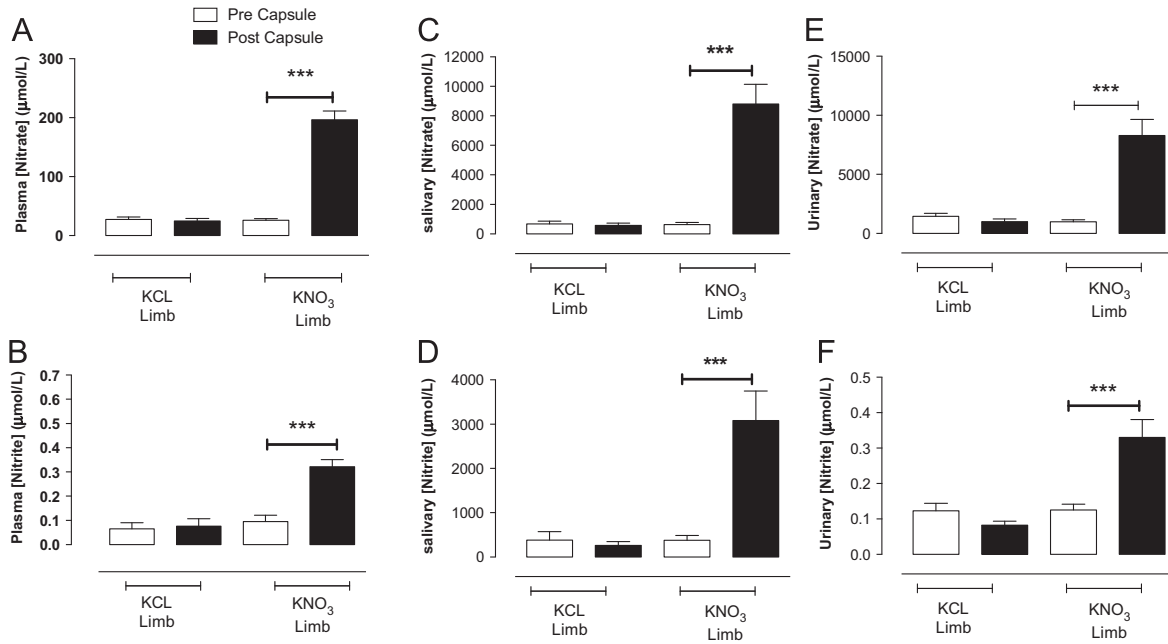 A
Pre Capsule
Post Capsule
Plasma [Nitrate] (μmol/L)
300
200
100
0
***
KCL
Limb
KNO3
Limb
C
salivary [Nitrate] (μmol/L)
12000
10000
8000
6000
4000
2000
0
***
KCL
Limb
KNO3
Limb
E
Urinary [Nitrate] (μmol/L)
15000
10000
5000
0
***
KCL
Limb
KNO3
Limb
B
Plasma [Nitrite] (μmol/L)
0.7
0.6
0.5
0.4
0.3
0.2
0.1
0.0
***
KCL
Limb
KNO3
Limb
D
salivary [Nitrite] (μmol/L)
4000
3000
2000
1000
0
***
KCL
Limb
KNO3
Limb
F
Urinary [Nitrite] (μmol/L)
0.5
0.4
0.3
0.2
0.1
0.0
***
KCL
Limb
KNO3
Limb